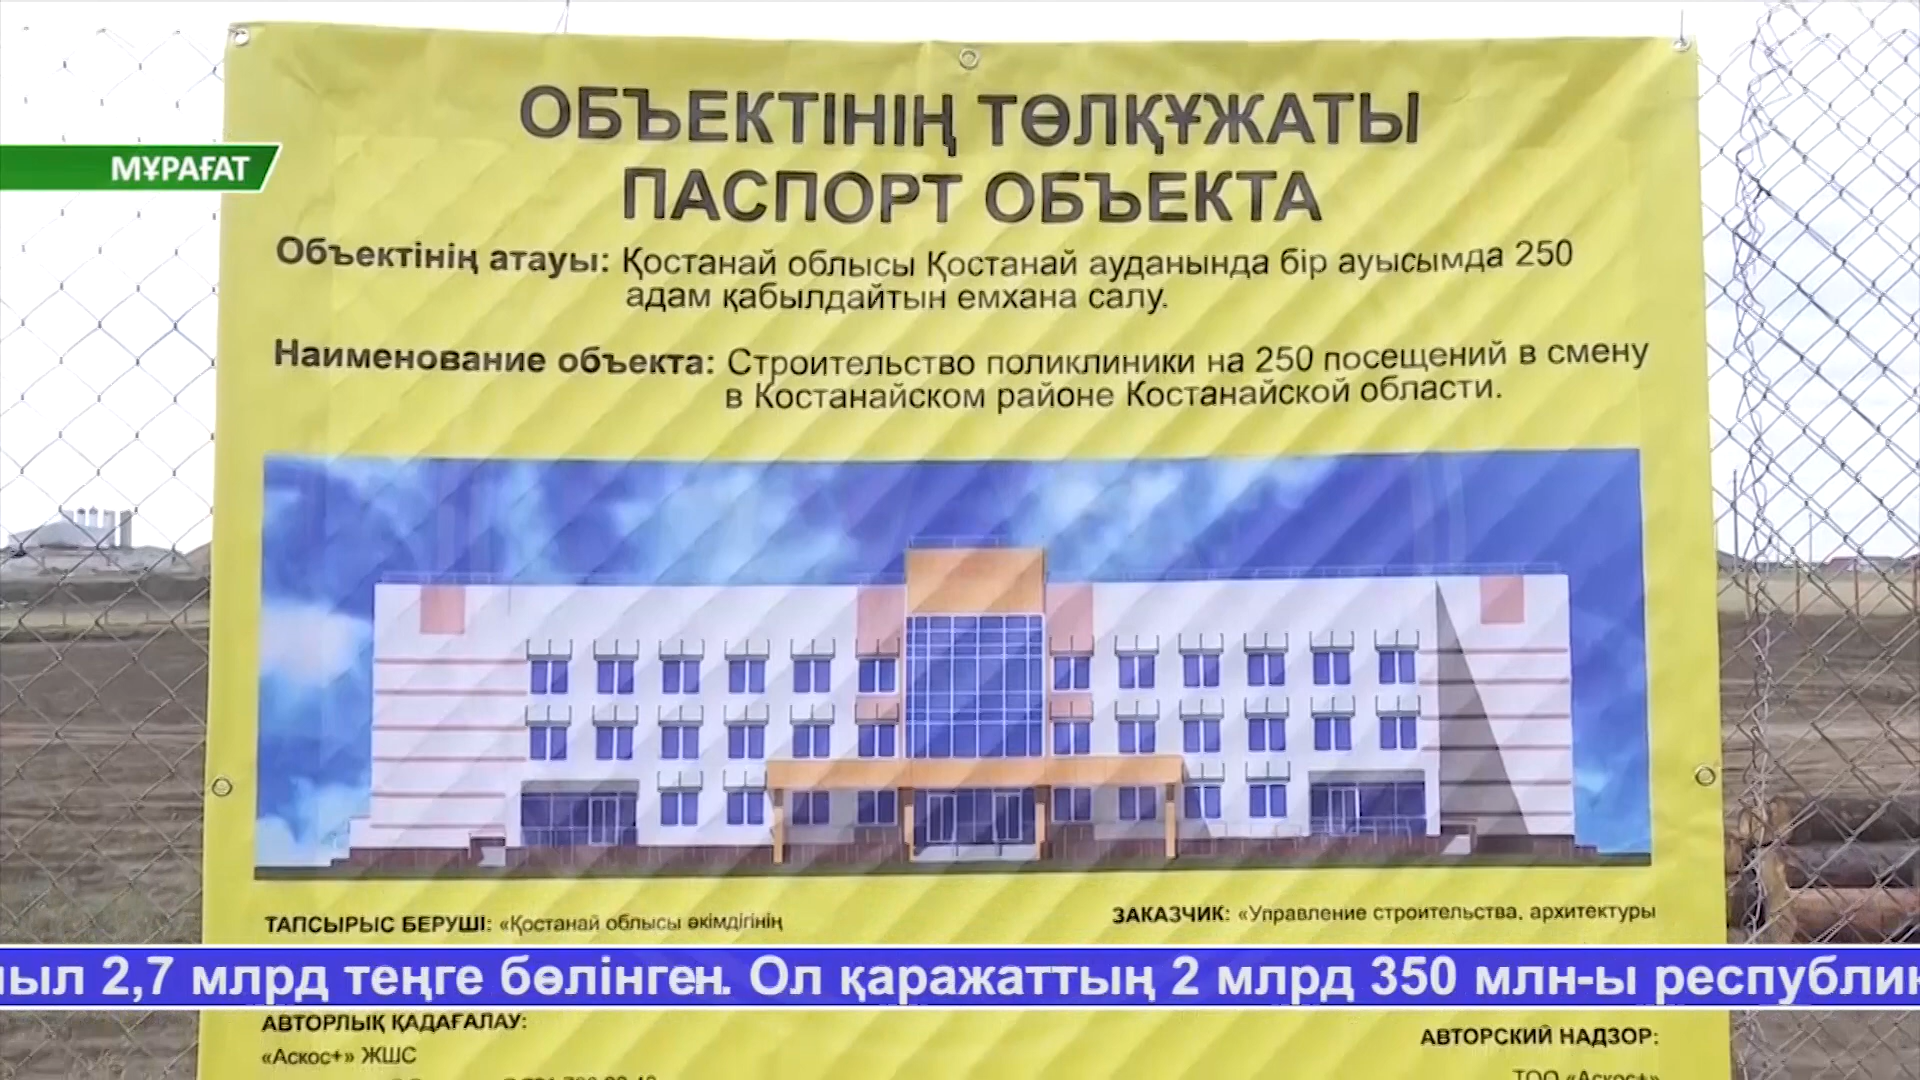 ОБЪЕКТІНІҢ ТӨЛҚҰЖАТЫ
ПАСПОРТ ОБЪЕКТА
МҰРАҒАТ
Объектінің атауы: Қостанай облысы Қостанай ауданында бір ауысымда 250
адам қабылдайтын емхана салу.
Наименование объекта: Строительство поликлиники на 250 посещений в смену
в Костанайском районе Костанайской области.
ТАПСЫРЫС БЕРУШІ: «Қостанай облысы әкімдігінің
ЗАКАЗЧИК: «Управление строительства, архитектуры
2,7 млрд теңге бөлінген. Ол қаражаттың 2 млрд 350 млн-ы
АВТОРЛЫҚ ҚАДАҒАЛАУ:
«Аскос+» ЖШС
АВТОРСКИЙ НАДЗОР:
ТОО «Аскос+»